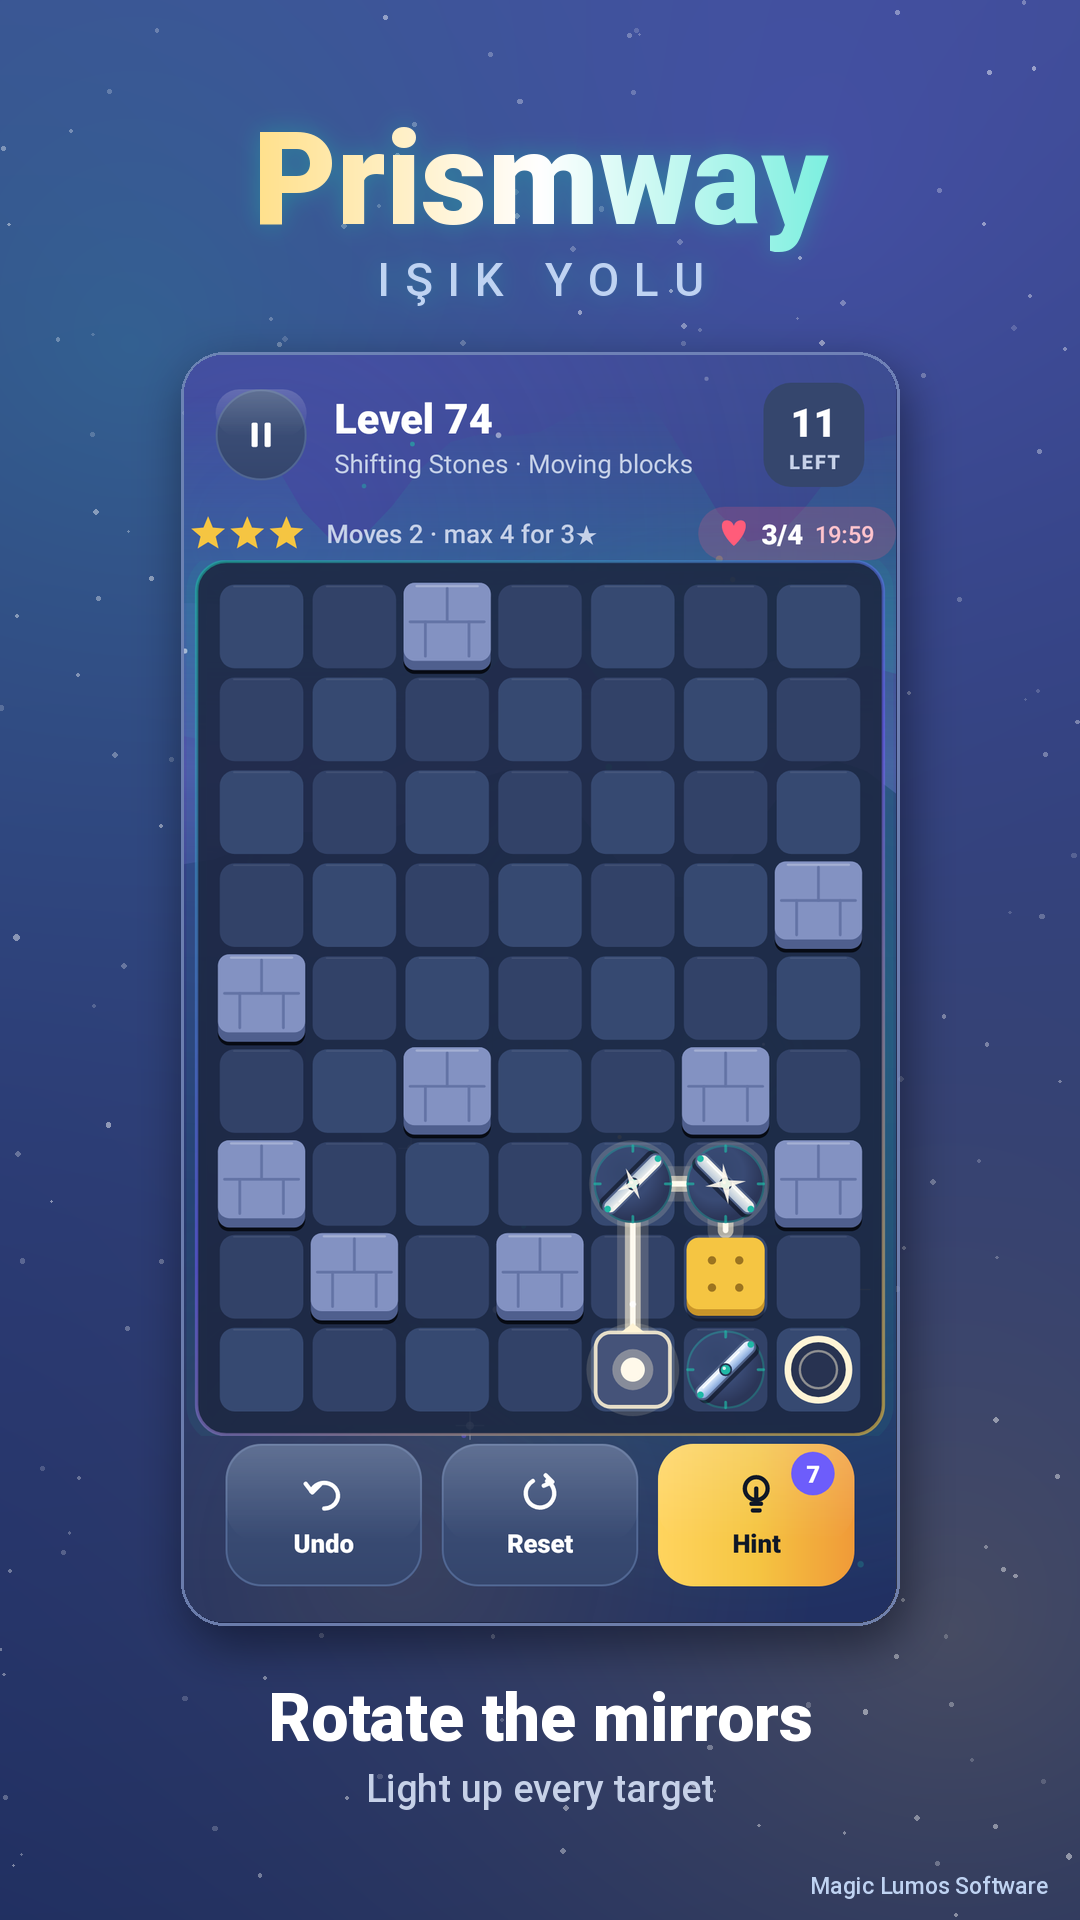 Prismway
IŞIK YOLU
Level 74
Shifting Stones · Moving blocks
11
LEFT
Moves 2 · max 4 for 3★
3/4 19:59
Undo
Reset
Hint
7
Rotate the mirrors
Light up every target
Magic Lumos Software